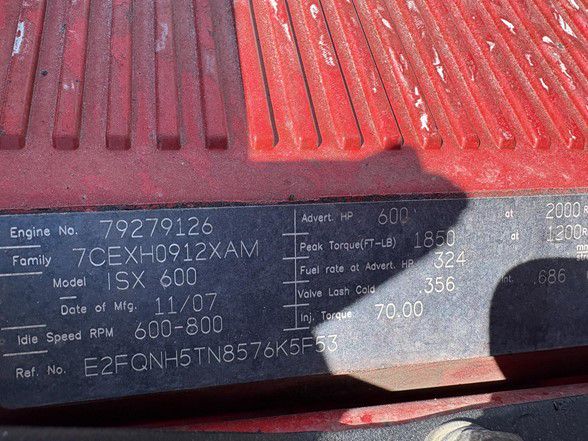 Engine No. 79279126
Family 7CEXH0912XAM
Model ISX 600
Date of Mfg. 11/07
Idle Speed RPM 600-800
Ref. No. E2FQNH5TN8576K5F53
Advert. HP 600 at 2000
Peak Torque(FT-LB) 1850 at 1200
Fuel rate at Advert. HP 324
Valve Lash Cold .356 Int. .686
Inj. Torque 70.00